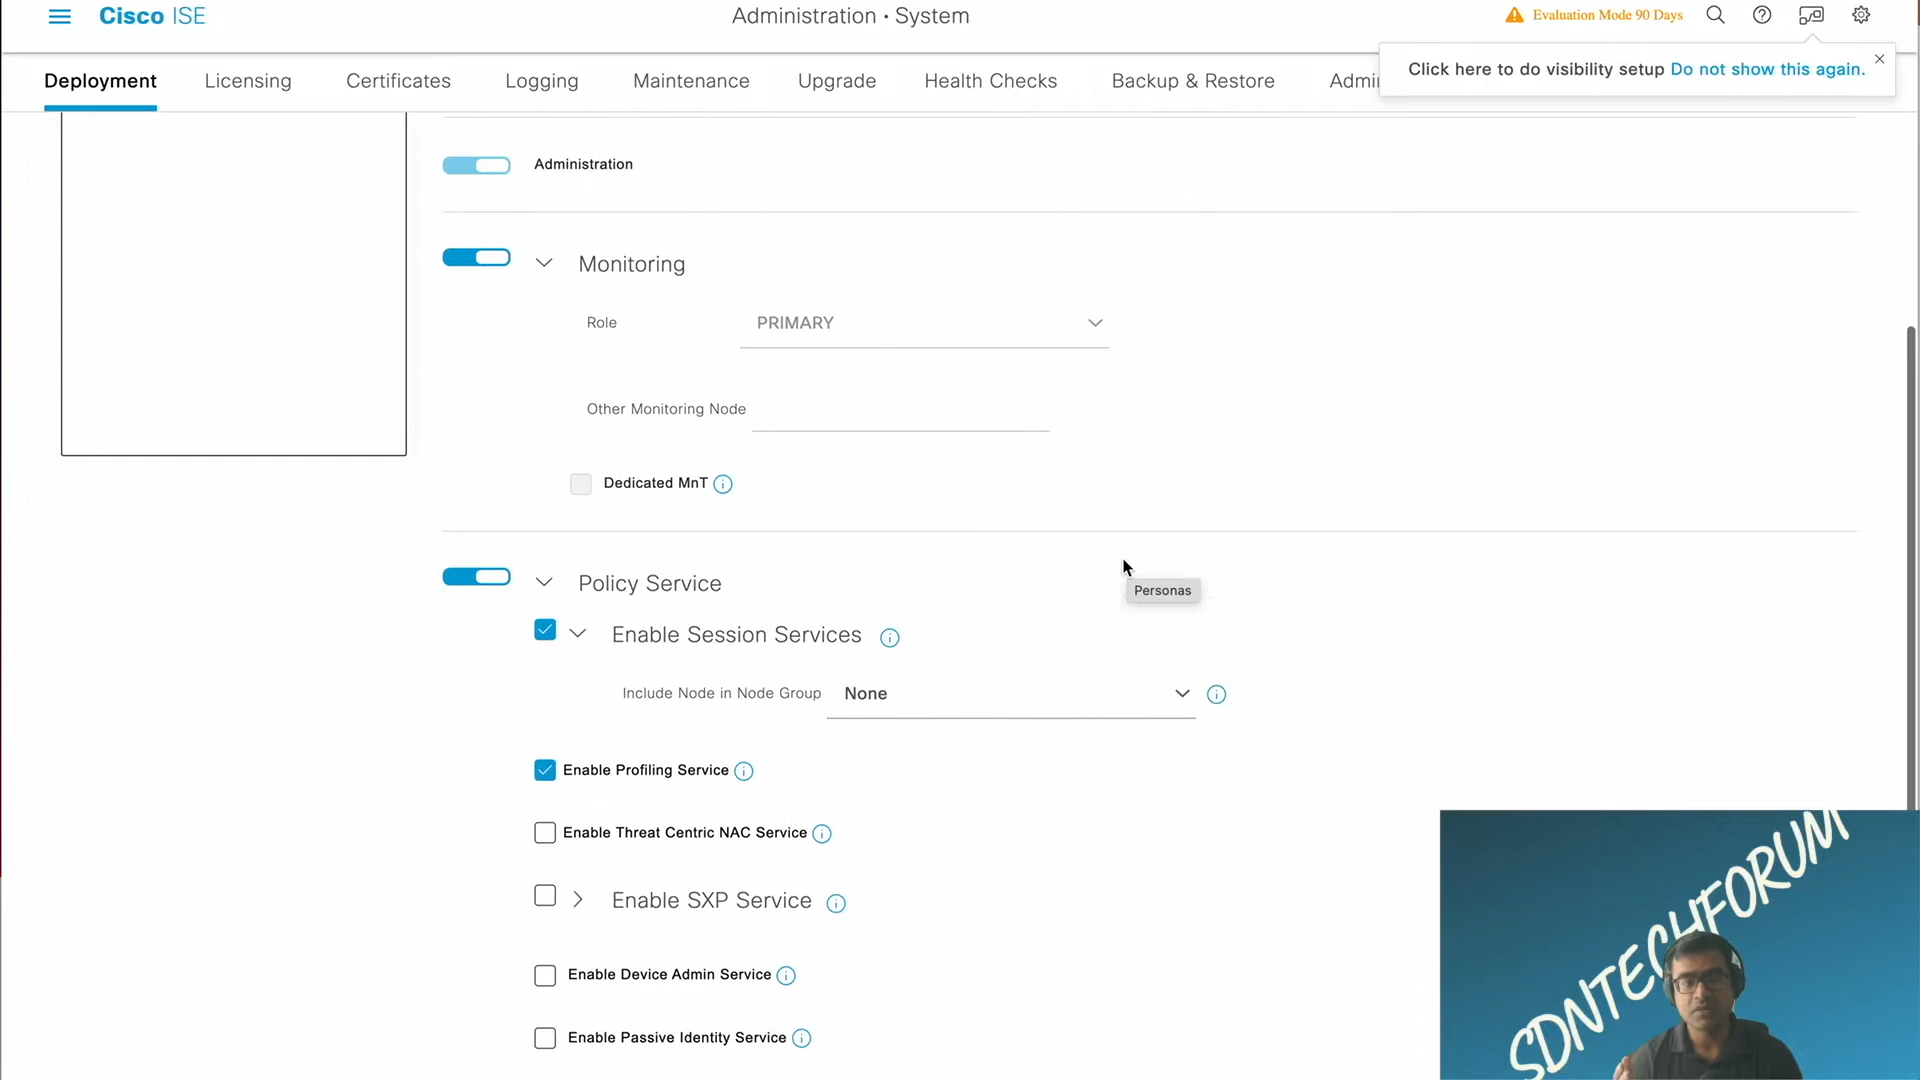 Cisco ISE
Administration • System
Evaluation Mode 90 Days
Click here to do visibility setup Do not show this again.
Deployment
Licensing
Certificates
Logging
Maintenance
Upgrade
Health Checks
Backup & Restore
Admi
Administration
Monitoring
Role
PRIMARY
Other Monitoring Node
Dedicated MnT
Policy Service
Personas
Enable Session Services
Include Node in Node Group
None
Enable Profiling Service
Enable Threat Centric NAC Service
Enable SXP Service
Enable Device Admin Service
Enable Passive Identity Service
SDNTECHFORUM